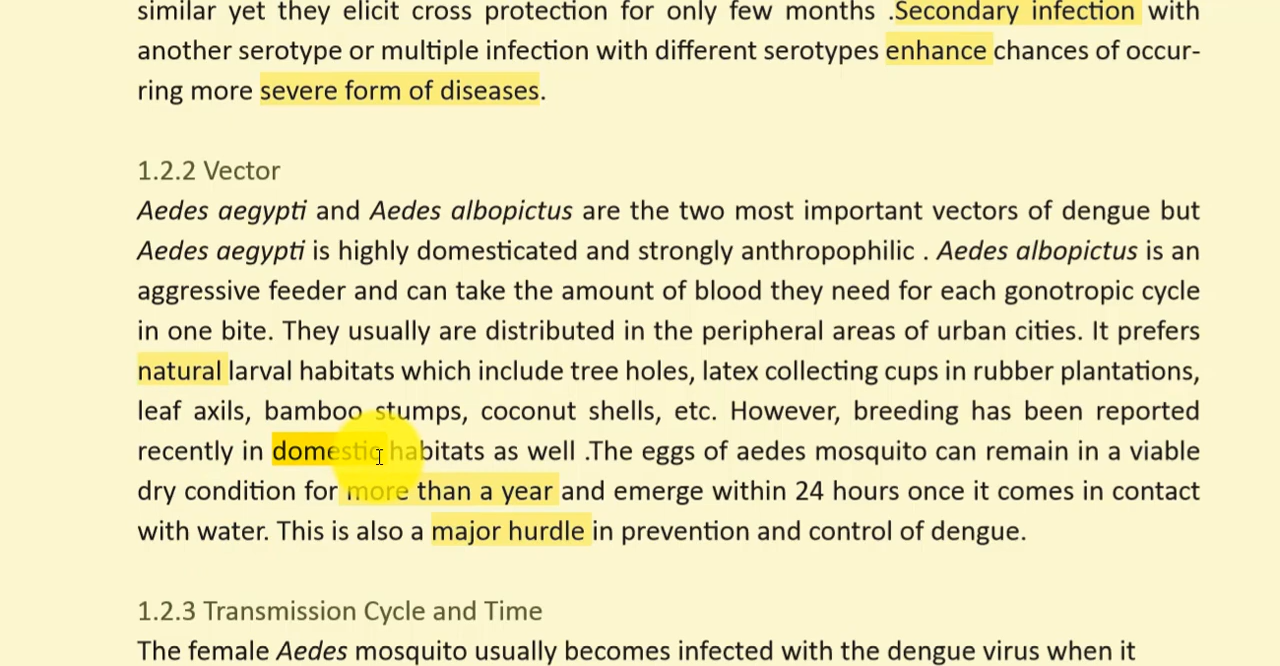 similar yet they elicit cross protection for only few months .Secondary infection with
another serotype or multiple infection with different serotypes enhance chances of occur-
ring more severe form of diseases.
1.2.2 Vector
Aedes aegypti and Aedes albopictus are the two most important vectors of dengue but
Aedes aegypti is highly domesticated and strongly anthropophilic . Aedes albopictus is an
aggressive feeder and can take the amount of blood they need for each gonotropic cycle
in one bite. They usually are distributed in the peripheral areas of urban cities. It prefers
natural larval habitats which include tree holes, latex collecting cups in rubber plantations,
leaf axils, bamboo stumps, coconut shells, etc. However, breeding has been reported
recently in domestic habitats as well .The eggs of aedes mosquito can remain in a viable
dry condition for more than a year and emerge within 24 hours once it comes in contact
with water. This is also a major hurdle in prevention and control of dengue.
1.2.3 Transmission Cycle and Time
The female Aedes mosquito usually becomes infected with the dengue virus when it